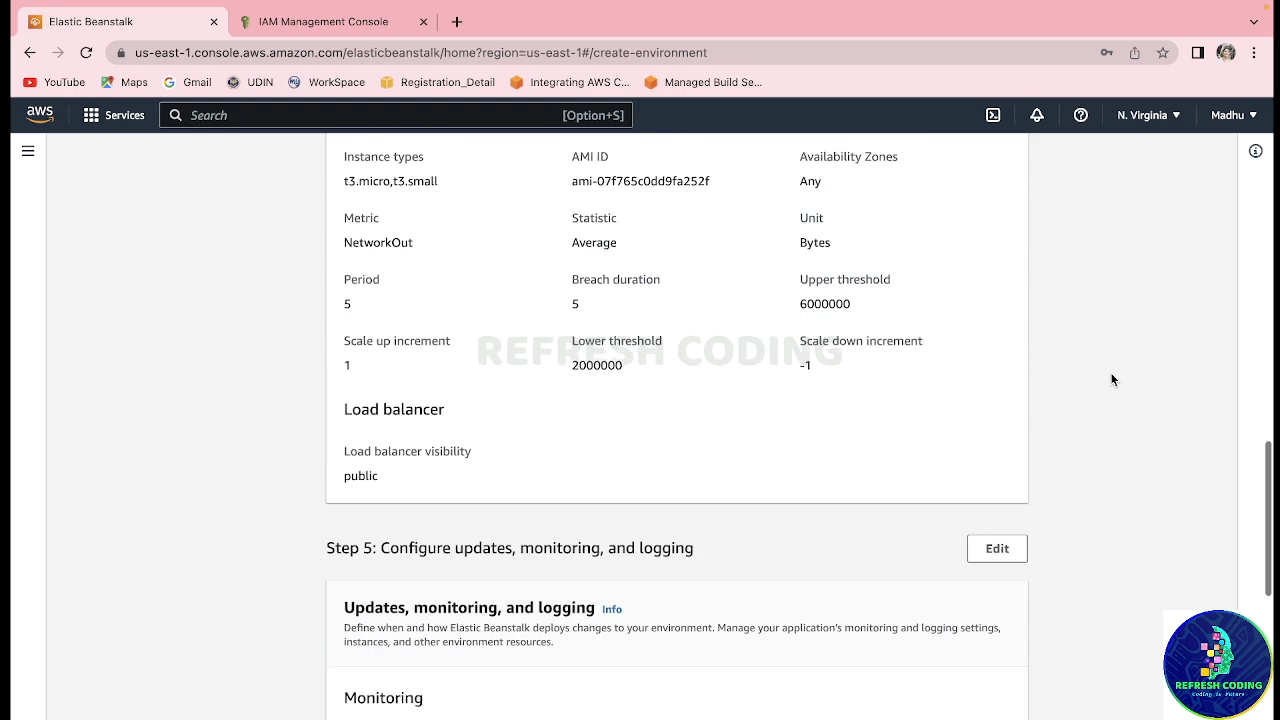 Elastic Beanstalk
IAM Management Console
us-east-1.console.aws.amazon.com/elasticbeanstalk/home?region=us-east-1#/create-environment
YouTube Maps Gmail UDIN WorkSpace Registration_Detail Integrating AWS C... Managed Build Se...
aws Services Search [Option+S] N. Virginia Madhu
Instance types AMI ID Availability Zones
t3.micro,t3.small ami-07f765c0dd9fa252f Any
Metric Statistic Unit
NetworkOut Average Bytes
Period Breach duration Upper threshold
5 5 6000000
Scale up increment Lower threshold Scale down increment
REFRESH CODING
1 2000000 -1
Load balancer
Load balancer visibility
public
Step 5: Configure updates, monitoring, and logging Edit
Updates, monitoring, and logging Info
Define when and how Elastic Beanstalk deploys changes to your environment. Manage your application's monitoring and logging settings,
instances, and other environment resources.
Monitoring
REFRESH CODING
Coding is Future